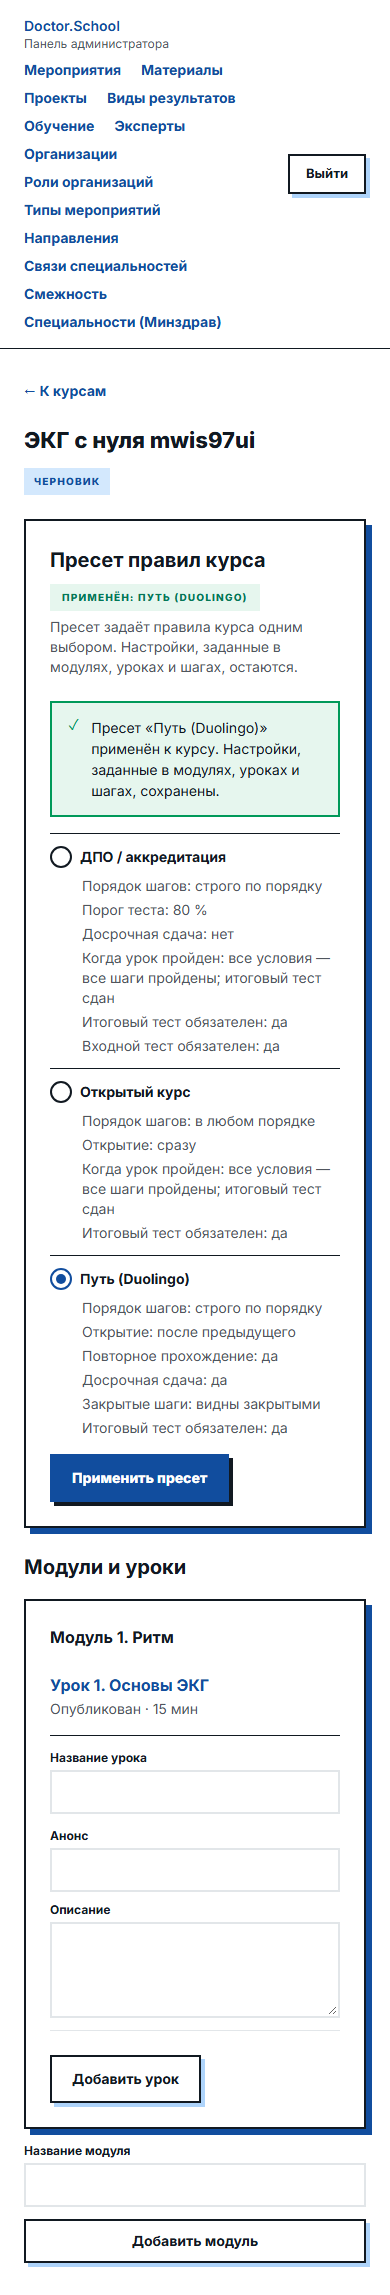 Doctor.School
Панель администратора
Мероприятия Материалы
Проекты Виды результатов
Обучение Эксперты
Организации
Роли организаций
Типы мероприятий
Направления
Связи специальностей
Смежность
Специальности (Минздрав)
Выйти
← К курсам
ЭКГ с нуля mwis97ui
ЧЕРНОВИК
Пресет правил курса
ПРИМЕНЁН: ПУТЬ (DUOLINGO)
Пресет задаёт правила курса одним
выбором. Настройки, заданные в
модулях, уроках и шагах, остаются.
✓ Пресет «Путь (Duolingo)»
применён к курсу. Настройки,
заданные в модулях, уроках и
шагах, сохранены.
ДПО / аккредитация
Порядок шагов: строго по порядку
Порог теста: 80 %
Досрочная сдача: нет
Когда урок пройден: все условия —
все шаги пройдены; итоговый тест
сдан
Итоговый тест обязателен: да
Входной тест обязателен: да
Открытый курс
Порядок шагов: в любом порядке
Открытие: сразу
Когда урок пройден: все условия —
все шаги пройдены; итоговый тест
сдан
Итоговый тест обязателен: да
Путь (Duolingo)
Порядок шагов: строго по порядку
Открытие: после предыдущего
Повторное прохождение: да
Досрочная сдача: да
Закрытые шаги: видны закрытыми
Итоговый тест обязателен: да
Применить пресет
Модули и уроки
Модуль 1. Ритм
Урок 1. Основы ЭКГ
Опубликован · 15 мин
Название урока
Анонс
Описание
Добавить урок
Название модуля
Добавить модуль